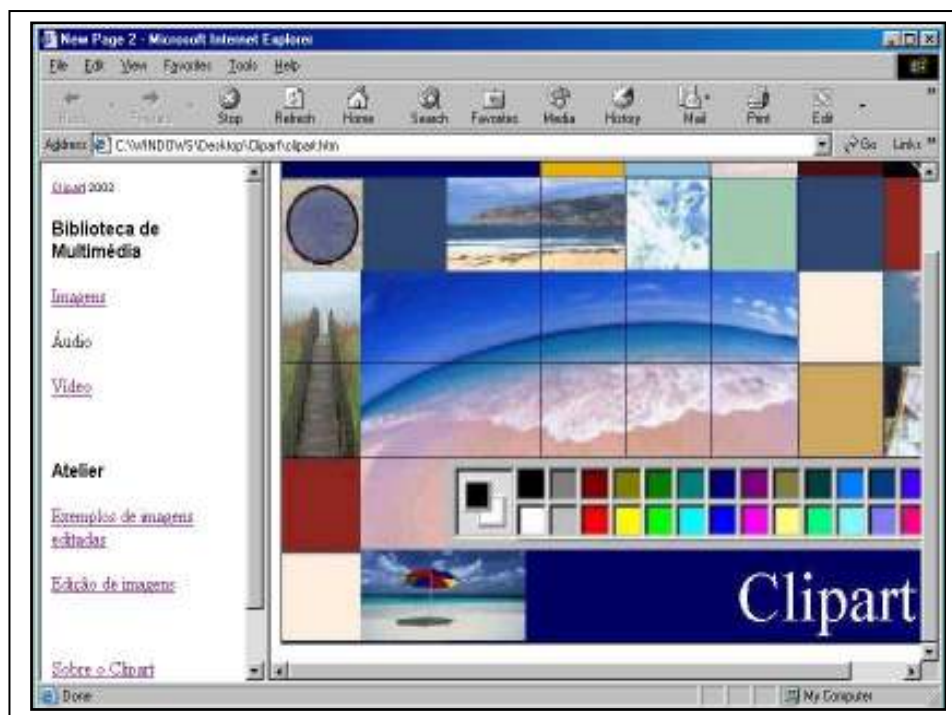 New Page 2 - Microsoft Internet Explorer
File Edit View Favorites Tools Help
Back Forward Stop Refresh Home Search Favorites Media History Mail Print Edit
Address C:\WINDOWS\Desktop\Clipart\clipart.htm Go Links
Clipart 2002
Biblioteca de
Multimédia
Imagens
Áudio
Vídeo
Atelier
Exemplos de imagens
editadas
Edição de imagens
Sobre o Clipart
Clipart
Done My Computer